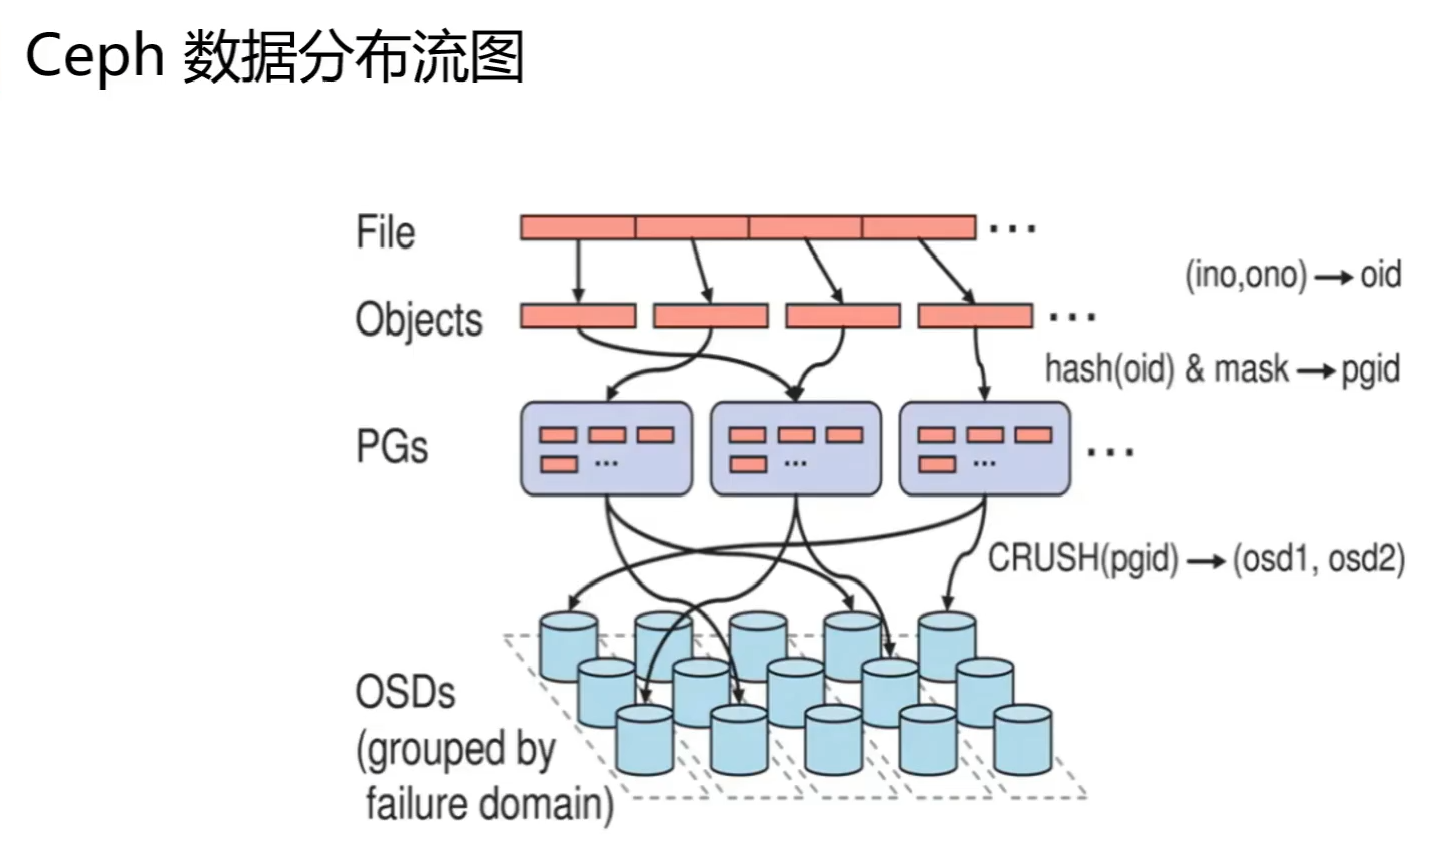 Ceph 数据分布流图
File
...
(ino,ono) → oid
Objects
...
hash(oid) & mask → pgid
PGs
...
...
...
...
CRUSH(pgid) → (osd1, osd2)
OSDs
(grouped by
failure domain)